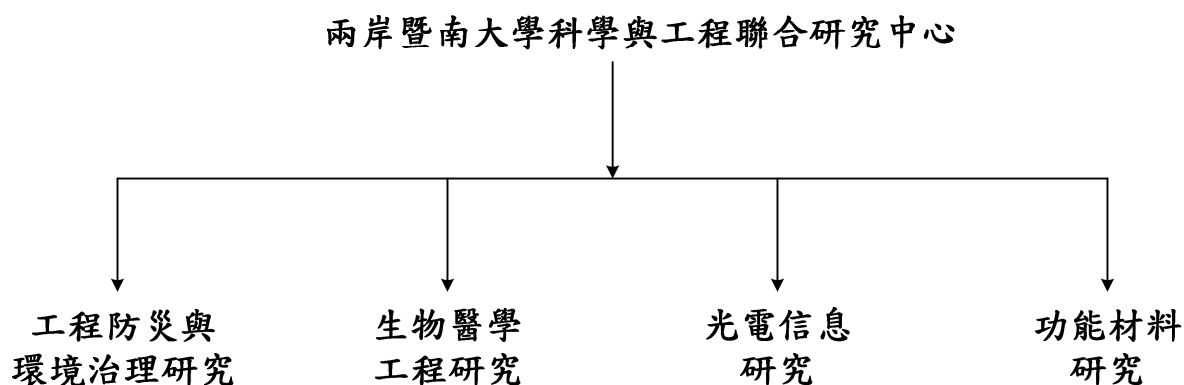 兩岸暨南大學科學與工程聯合研究中心
工程防災與
環境治理研究
生物醫學
工程研究
光電信息
研究
功能材料
研究